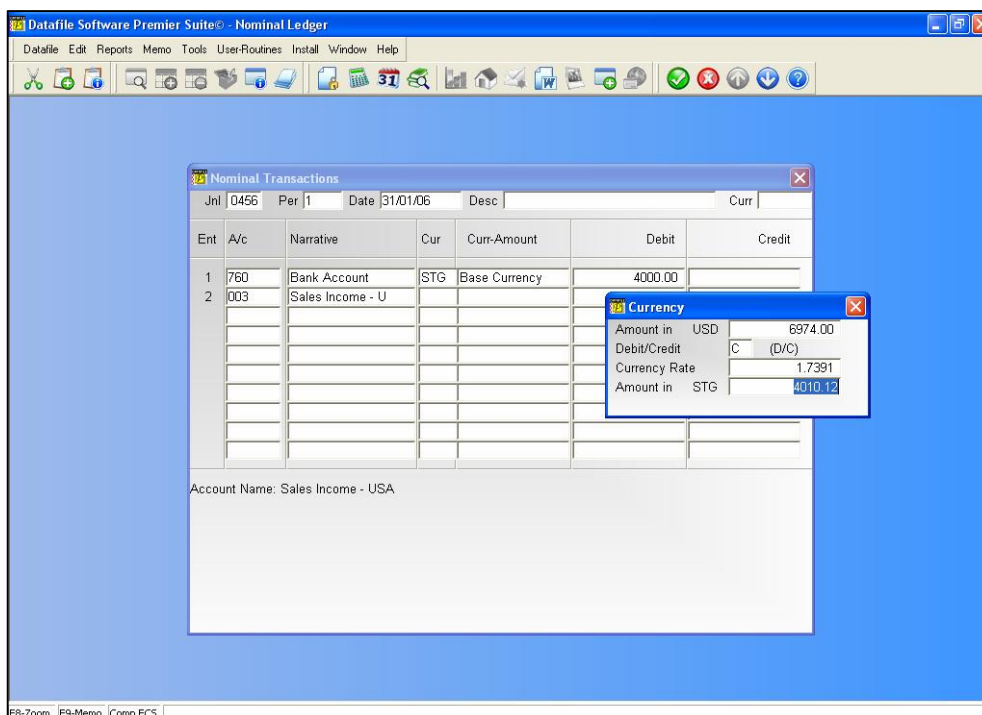 Datafile Software Premier Suite© - Nominal Ledger
Datafile Edit Reports Memo Tools User-Routines Install Window Help
31
Nominal Transactions
Jnl 0456 Per 1 Date 31/01/06 Desc Curr
Ent A/c Narrative Cur Curr-Amount Debit Credit
1 760 Bank Account STG Base Currency 4000.00
2 003 Sales Income - U
Currency
Amount in USD 6974.00
Debit/Credit C (D/C)
Currency Rate 1.7391
Amount in STG 4010.12
Account Name: Sales Income - USA
F8-Zoom F9-Memo Comp FCS